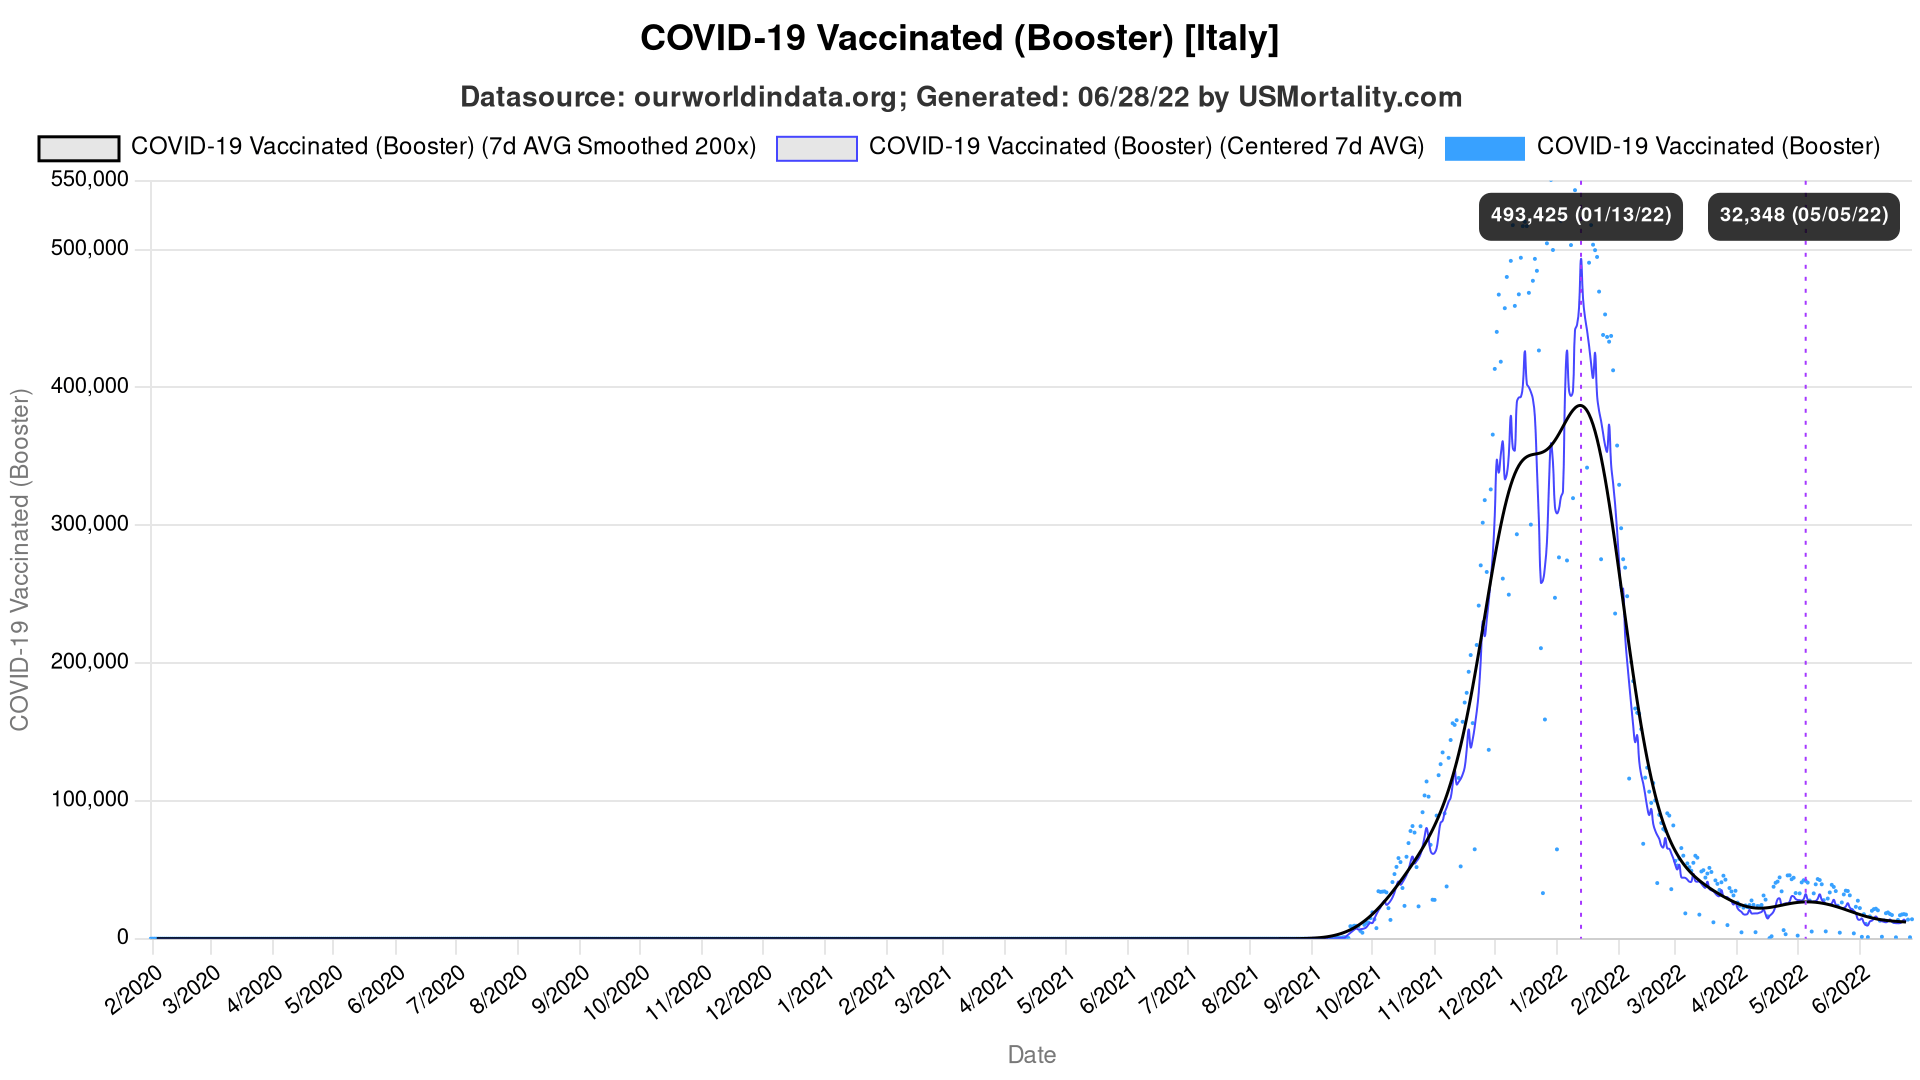 COVID-19 Vaccinated (Booster) [Italy]
Datasource: ourworldindata.org; Generated: 06/28/22 by USMortality.com
COVID-19 Vaccinated (Booster) (7d AVG Smoothed 200x) COVID-19 Vaccinated (Booster) (Centered 7d AVG) COVID-19 Vaccinated (Booster)
550,000
493,425 (01/13/22) 32,348 (05/05/22)
500,000
400,000
300,000
200,000
100,000
0
COVID-19 Vaccinated (Booster)
2/2020 3/2020 4/2020 5/2020 6/2020 7/2020 8/2020 9/2020 10/2020 11/2020 12/2020 1/2021 2/2021 3/2021 4/2021 5/2021 6/2021 7/2021 8/2021 9/2021 10/2021 11/2021 12/2021 1/2022 2/2022 3/2022 4/2022 5/2022 6/2022
Date